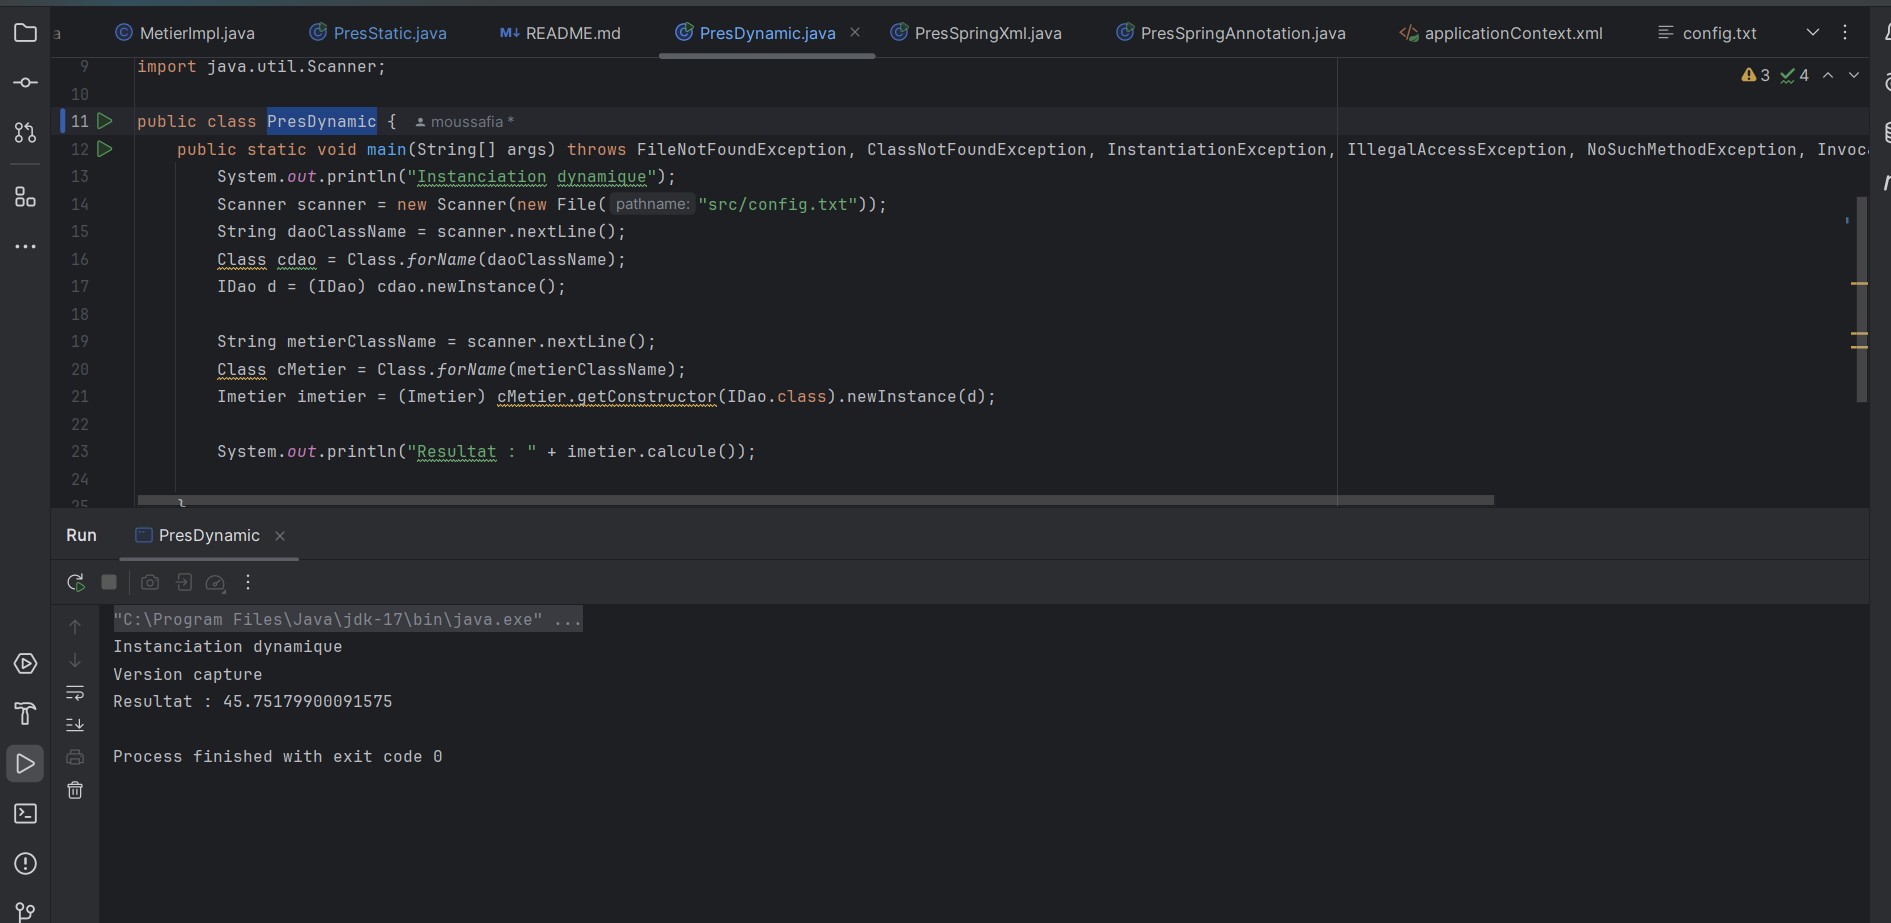 a MetierImpl.java PresStatic.java M↓ README.md PresDynamic.java PresSpringXml.java PresSpringAnnotation.java applicationContext.xml config.txt
3 4
9 import java.util.Scanner;
10
11 public class PresDynamic { moussafia *
12 public static void main(String[] args) throws FileNotFoundException, ClassNotFoundException, InstantiationException, IllegalAccessException, NoSuchMethodException, Invoc
13 System.out.println("Instanciation dynamique");
14 Scanner scanner = new Scanner(new File( pathname: "src/config.txt"));
15 String daoClassName = scanner.nextLine();
16 Class cdao = Class.forName(daoClassName);
17 IDao d = (IDao) cdao.newInstance();
18
19 String metierClassName = scanner.nextLine();
20 Class cMetier = Class.forName(metierClassName);
21 Imetier imetier = (Imetier) cMetier.getConstructor(IDao.class).newInstance(d);
22
23 System.out.println("Resultat : " + imetier.calcule());
24
25 }
Run PresDynamic
"C:\Program Files\Java\jdk-17\bin\java.exe" ...
Instanciation dynamique
Version capture
Resultat : 45.75179900091575
Process finished with exit code 0